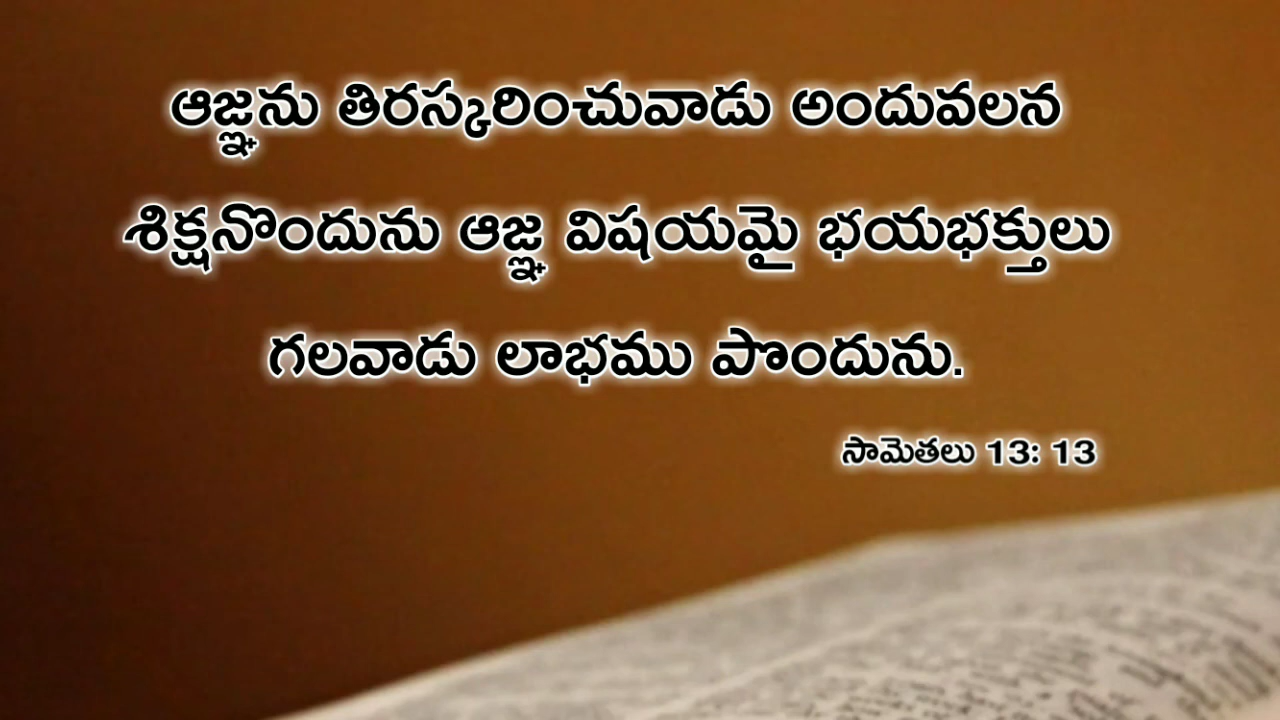 ఆజ్ఞను తిరస్కరించువాడు అందువలన
శిక్షనొందును ఆజ్ఞ విషయమై భయభక్తులు
గలవాడు లాభము పొందును.
సామెతలు 13: 13